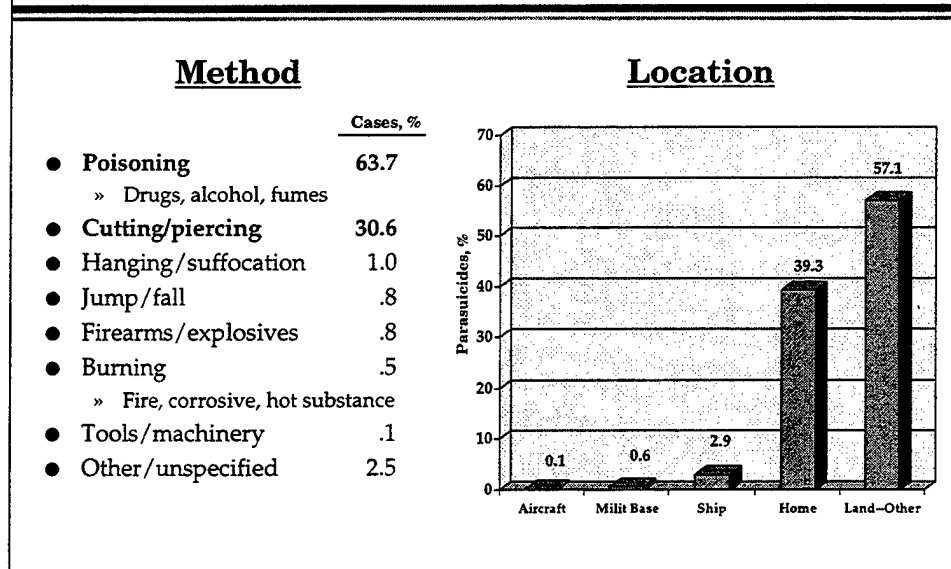 Method
Cases, %
● Poisoning 63.7
» Drugs, alcohol, fumes
● Cutting/piercing 30.6
● Hanging/suffocation 1.0
● Jump/fall .8
● Firearms/explosives .8
● Burning .5
» Fire, corrosive, hot substance
● Tools/machinery .1
● Other/unspecified 2.5
Location
Parasuicides, %
70
60
50
40
30
20
10
0
0.1
0.6
2.9
39.3
57.1
Aircraft Milit Base Ship Home Land–Other